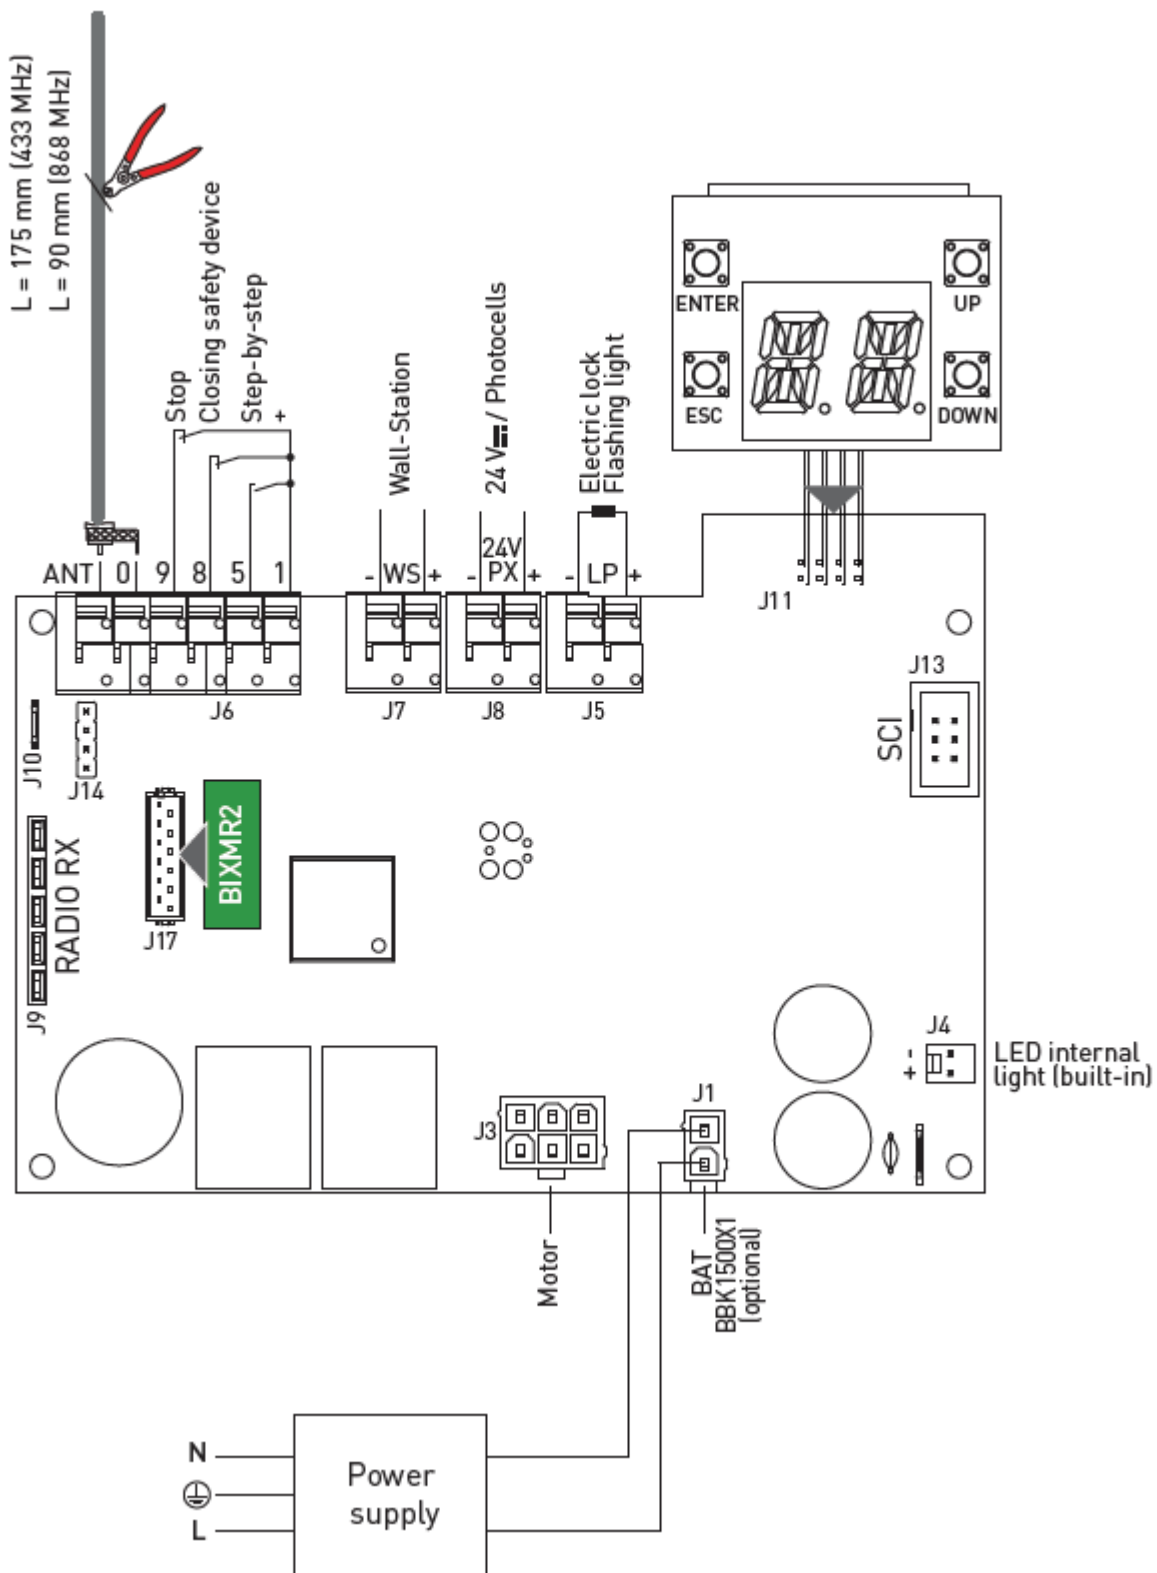 L = 175 mm (433 MHz)
L = 90 mm (868 MHz)
Stop
Closing safety device
Step-by-step
+
Wall-Station
24 V / Photocells
Electric lock
Flashing light
ENTER
UP
ESC
DOWN
ANT 0 9 8 5 1
- WS +
24V
- PX +
- LP +
J11
J6
J7
J8
J5
J13
SCI
J10
J14
BIXMR2
J17
RADIO RX
J9
J4
-
+
LED internal
light (built-in)
J3
J1
Motor
BAT
BBK1500X1
(optional)
N
L
Power
supply